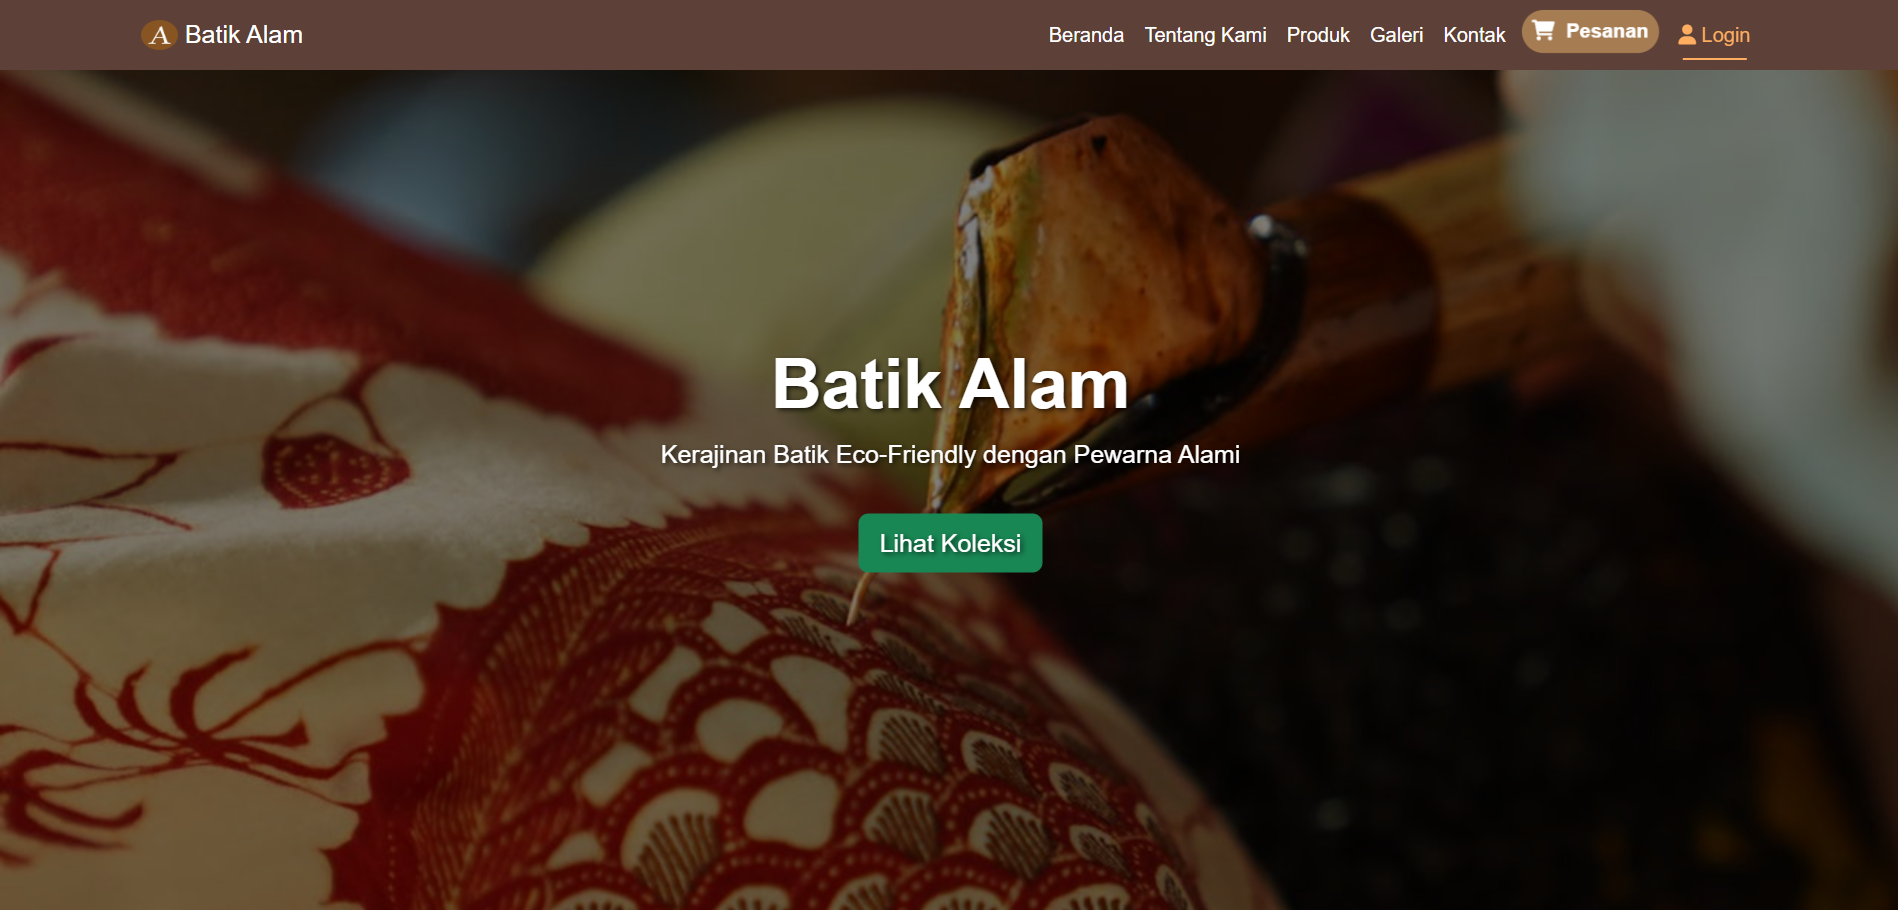 A Batik Alam
Beranda Tentang Kami Produk Galeri Kontak Pesanan Login
Batik Alam
Kerajinan Batik Eco-Friendly dengan Pewarna Alami
Lihat Koleksi